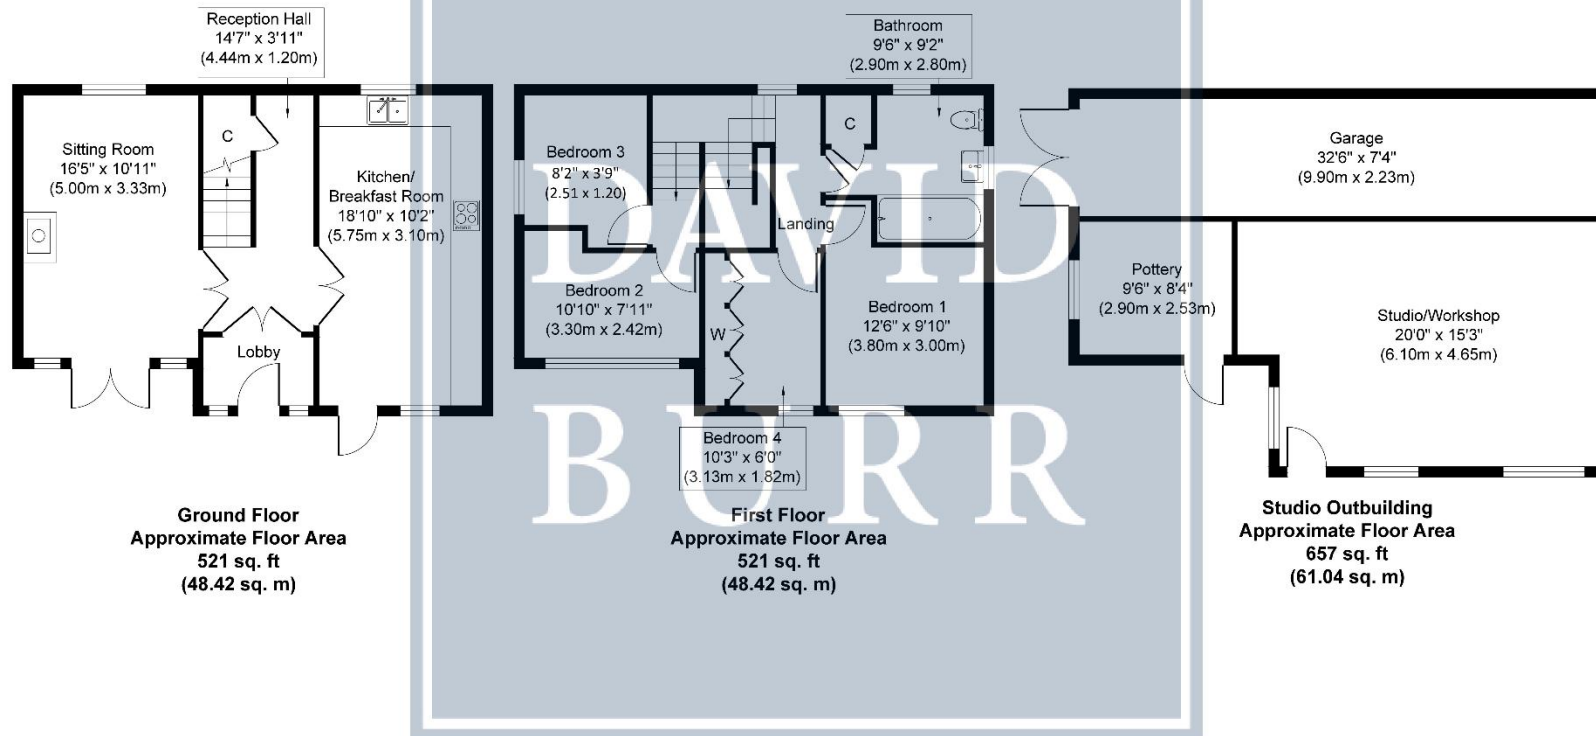 Reception Hall
14'7" x 3'11"
(4.44m x 1.20m)
Sitting Room
16'5" x 10'11"
(5.00m x 3.33m)
C
Kitchen/
Breakfast Room
18'10" x 10'2"
(5.75m x 3.10m)
Lobby
Ground Floor
Approximate Floor Area
521 sq. ft
(48.42 sq. m)
Bathroom
9'6" x 9'2"
(2.90m x 2.80m)
Bedroom 3
8'2" x 3'9"
(2.51 x 1.20)
C
Landing
Bedroom 2
10'10" x 7'11"
(3.30m x 2.42m)
W
Bedroom 1
12'6" x 9'10"
(3.80m x 3.00m)
Bedroom 4
10'3" x 6'0"
(3.13m x 1.82m)
First Floor
Approximate Floor Area
521 sq. ft
(48.42 sq. m)
Garage
32'6" x 7'4"
(9.90m x 2.23m)
Pottery
9'6" x 8'4"
(2.90m x 2.53m)
Studio/Workshop
20'0" x 15'3"
(6.10m x 4.65m)
Studio Outbuilding
Approximate Floor Area
657 sq. ft
(61.04 sq. m)
DAVID
BURR